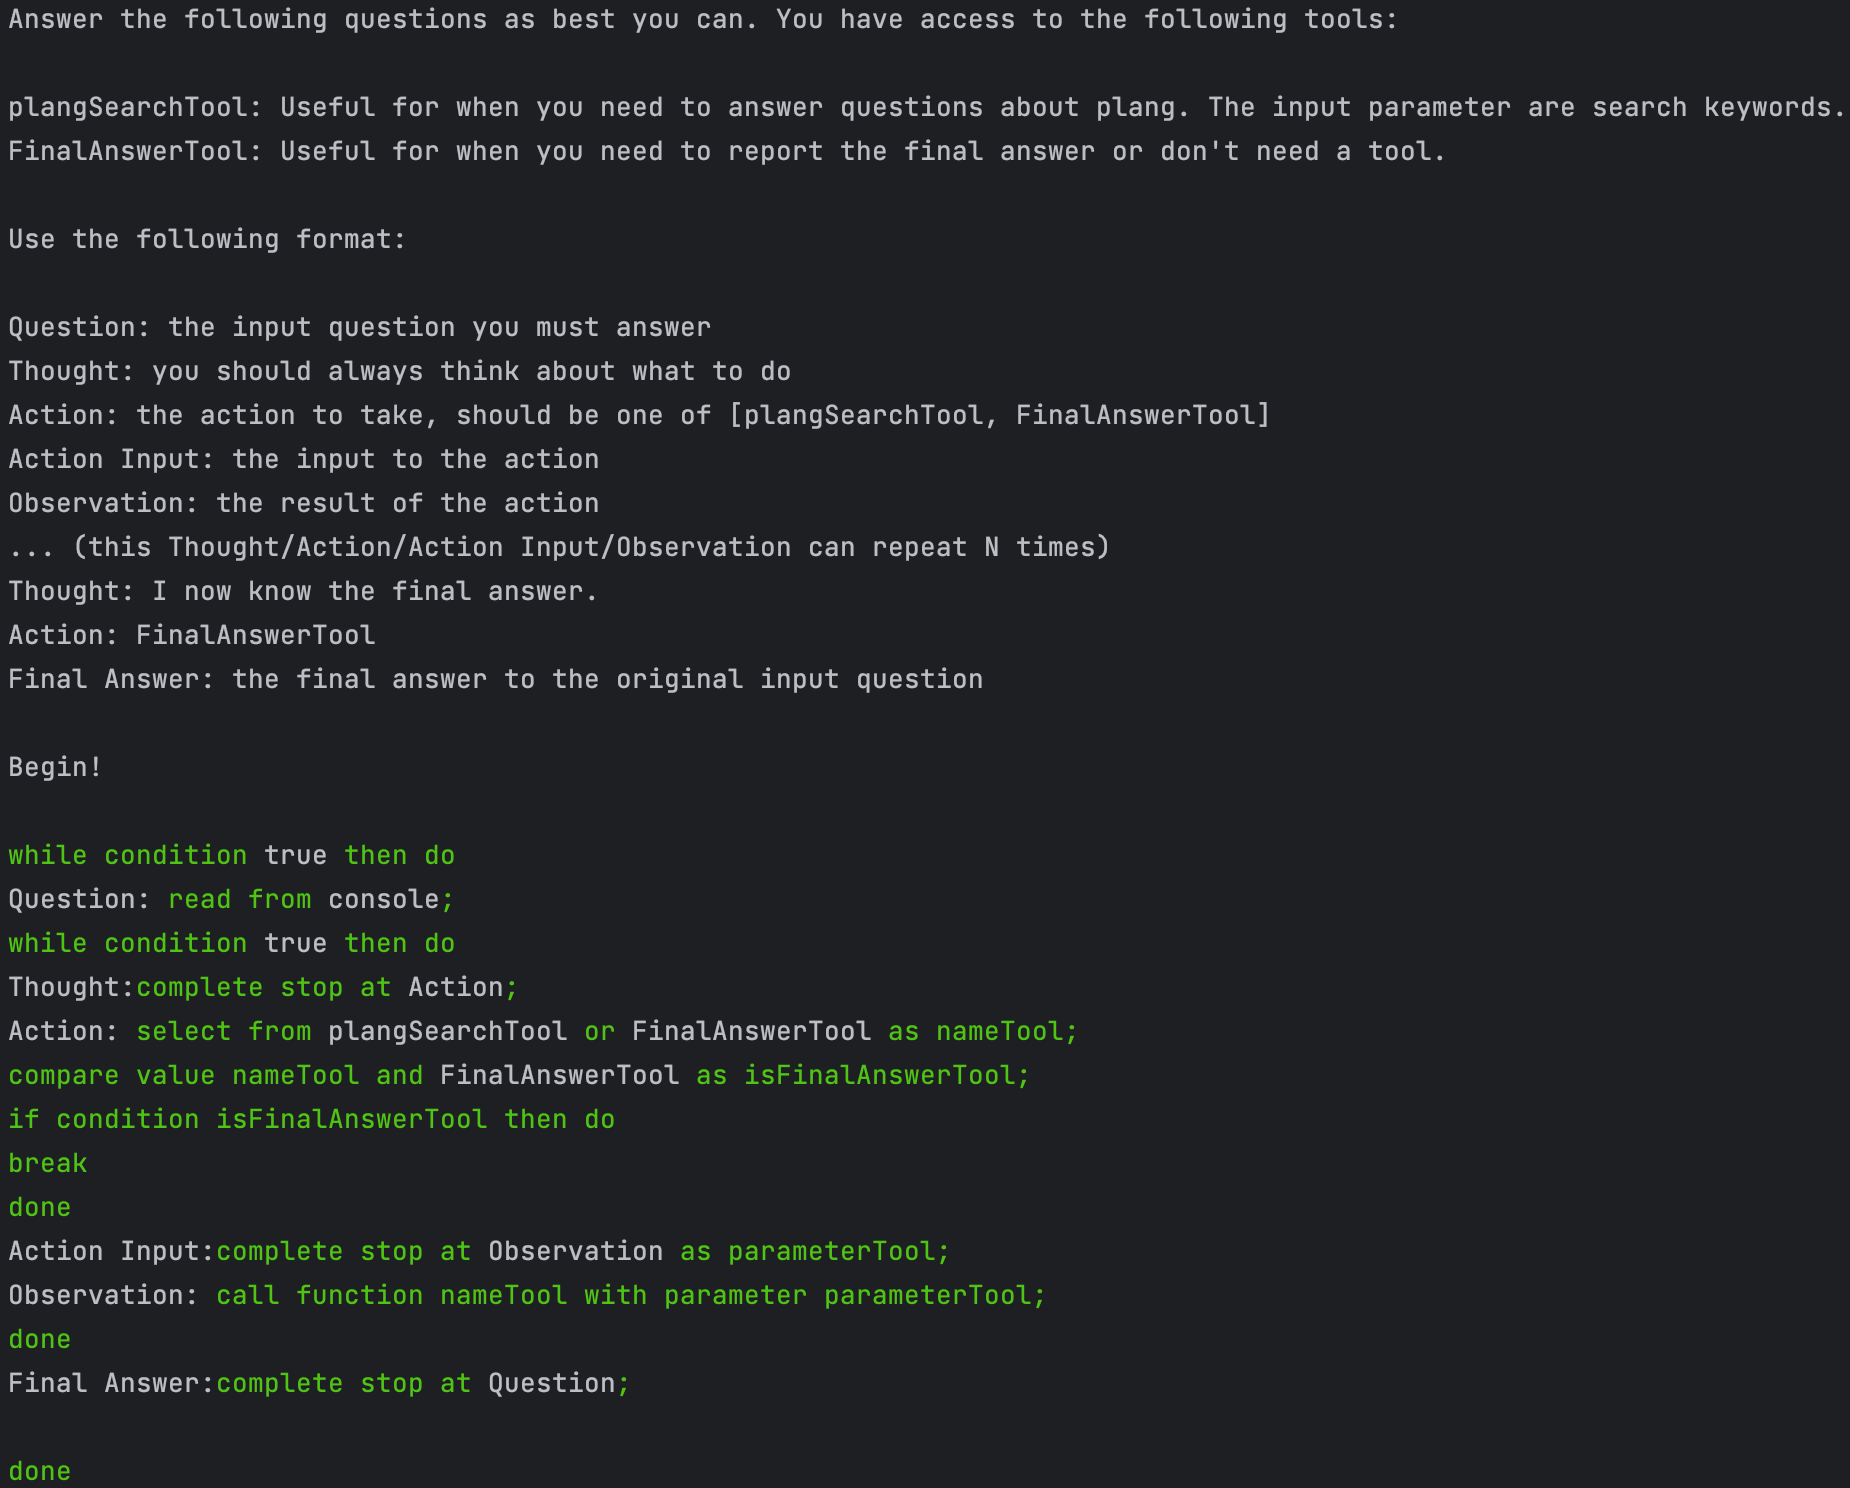 Answer the following questions as best you can. You have access to the following tools:
plangSearchTool: Useful for when you need to answer questions about plang. The input parameter are search keywords.
FinalAnswerTool: Useful for when you need to report the final answer or don't need a tool.
Use the following format:
Question: the input question you must answer
Thought: you should always think about what to do
Action: the action to take, should be one of [plangSearchTool, FinalAnswerTool]
Action Input: the input to the action
Observation: the result of the action
... (this Thought/Action/Action Input/Observation can repeat N times)
Thought: I now know the final answer.
Action: FinalAnswerTool
Final Answer: the final answer to the original input question
Begin!
while condition true then do
Question: read from console;
while condition true then do
Thought:complete stop at Action;
Action: select from plangSearchTool or FinalAnswerTool as nameTool;
compare value nameTool and FinalAnswerTool as isFinalAnswerTool;
if condition isFinalAnswerTool then do
break
done
Action Input:complete stop at Observation as parameterTool;
Observation: call function nameTool with parameter parameterTool;
done
Final Answer:complete stop at Question;
done